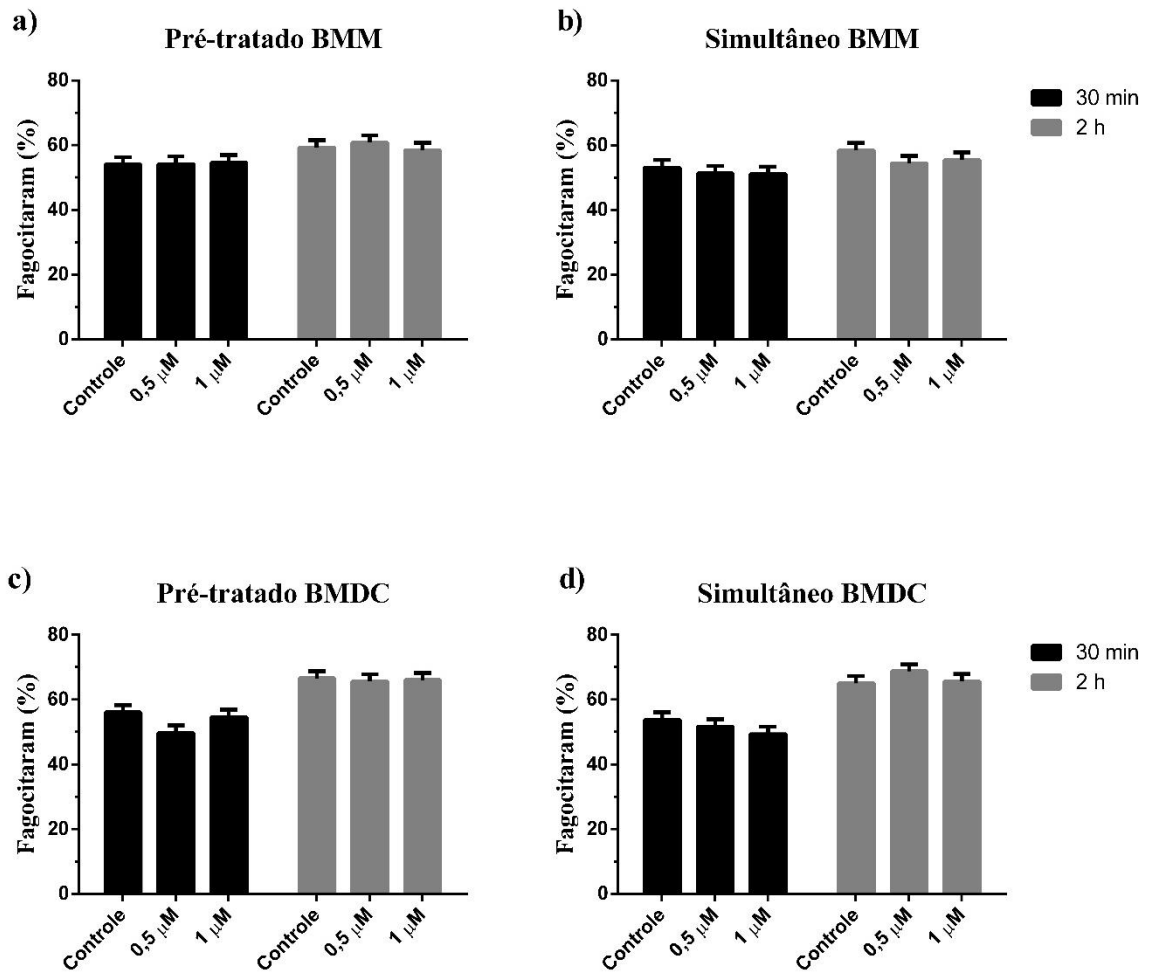 a)
Pré-tratado BMM
Fagocitaram (%)
80
60
40
20
0
Controle
0,5 μM
1 μM
Controle
0,5 μM
1 μM
b)
Simultâneo BMM
Fagocitaram (%)
80
60
40
20
0
Controle
0,5 μM
1 μM
Controle
0,5 μM
1 μM
30 min
2 h
c)
Pré-tratado BMDC
Fagocitaram (%)
80
60
40
20
0
Controle
0,5 μM
1 μM
Controle
0,5 μM
1 μM
d)
Simultâneo BMDC
Fagocitaram (%)
80
60
40
20
0
Controle
0,5 μM
1 μM
Controle
0,5 μM
1 μM
30 min
2 h